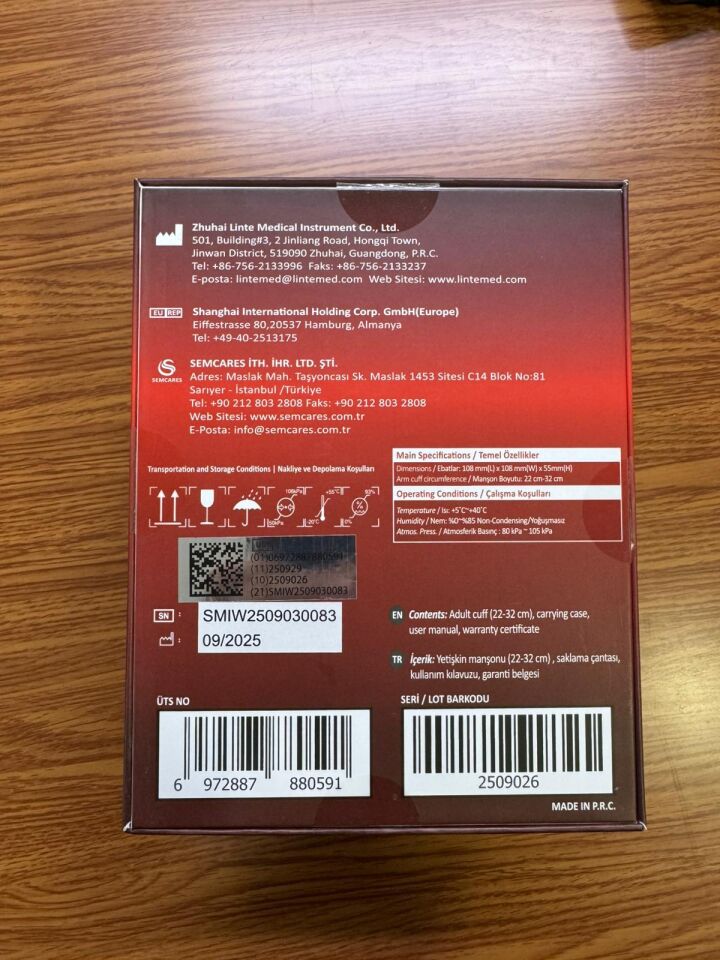 Zhuhai Linte Medical Instrument Co., Ltd.
501, Building#3, 2 Jinliang Road, Hongqi Town,
Jinwan District, 519090 Zhuhai, Guangdong, P.R.C.
Tel: +86-756-2133996 Faks: +86-756-2133237
E-posta: lintemed@lintemed.com Web Sitesi: www.lintemed.com
EU REP
Shanghai International Holding Corp. GmbH(Europe)
Eiffestrasse 80,20537 Hamburg, Almanya
Tel: +49-40-2513175
SEMCARES
SEMCARES İTH. İHR. LTD. ŞTİ.
Adres: Maslak Mah. Taşyoncası Sk. Maslak 1453 Sitesi C14 Blok No:81
Sarıyer - İstanbul /Türkiye
Tel: +90 212 803 2808 Faks: +90 212 803 2808
Web Sitesi: www.semcares.com.tr
E-Posta: info@semcares.com.tr
Transportation and Storage Conditions | Nakliye ve Depolama Koşulları
106kPa
50kPa
+55°C
-20°C
93%
0%
Main Specifications / Temel Özellikler
Dimensions / Ebatlar: 108 mm(L) x 108 mm(W) x 55mm(H)
Arm cuff circumference / Manşon Boyutu: 22 cm-32 cm
Operating Conditions / Çalışma Koşulları
Temperature / Isı: +5°C~+40°C
Humidity / Nem: %0~%85 Non-Condensing/Yoğuşmasız
Atmos. Press. / Atmosferik Basınç : 80 kPa ~ 105 kPa
UDI
(01)06972887880591
(11)250929
(10)2509026
(21)SMIW2509030083
SN : SMIW2509030083
: 09/2025
EN Contents: Adult cuff (22-32 cm), carrying case,
user manual, warranty certificate
TR İçerik: Yetişkin manşonu (22-32 cm) , saklama çantası,
kullanım kılavuzu, garanti belgesi
ÜTS NO
6 972887 880591
SERİ / LOT BARKODU
2509026
MADE IN P.R.C.